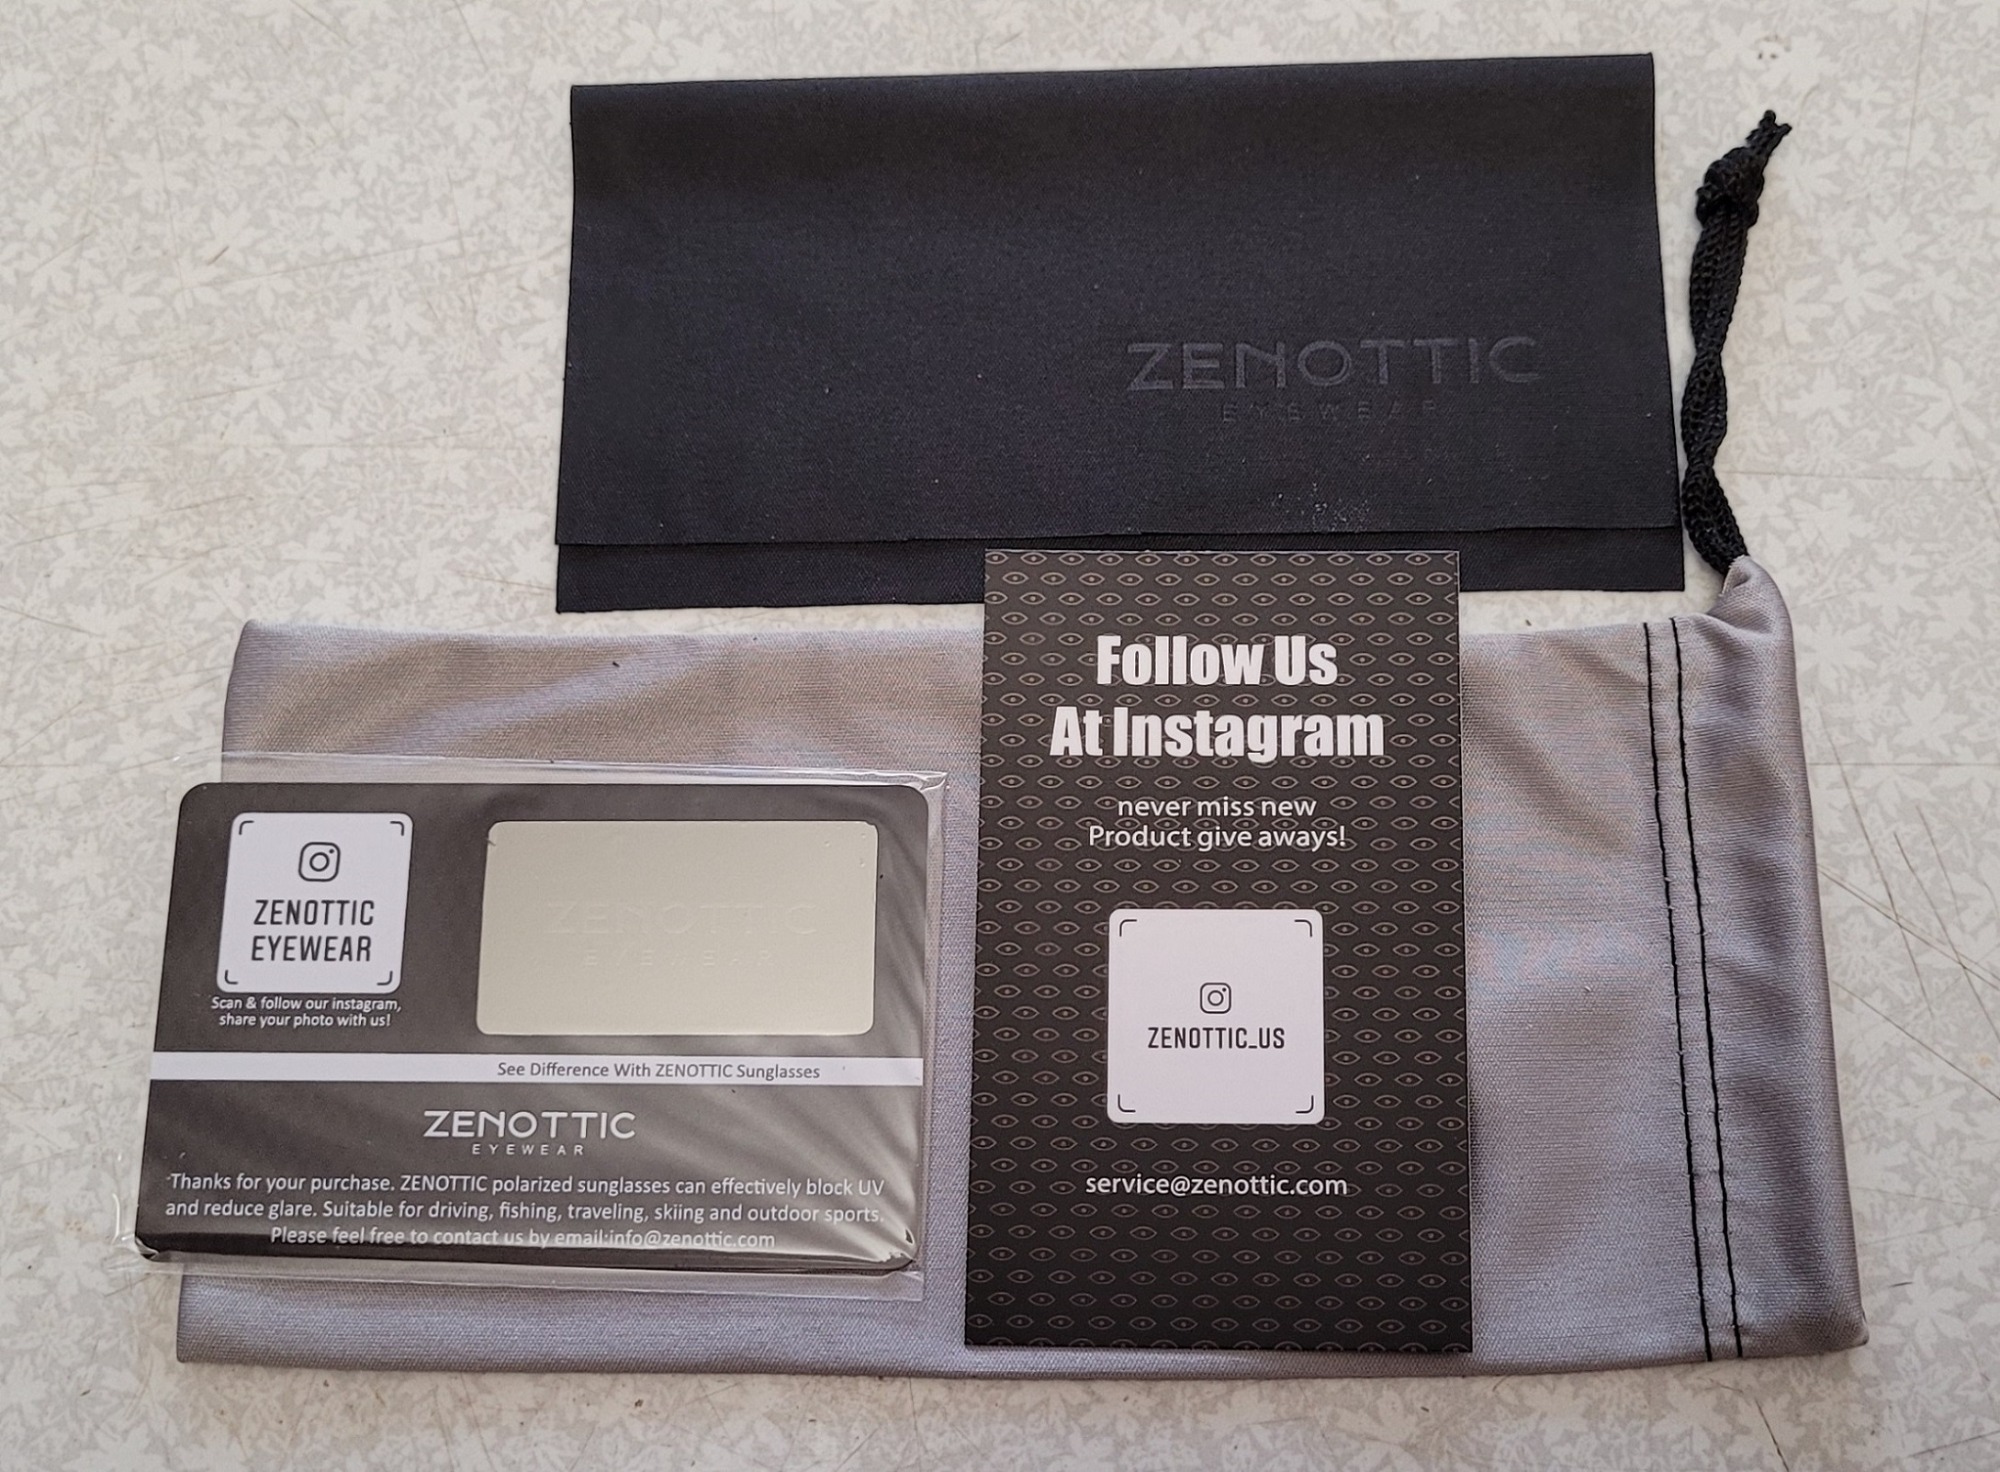 ZENOTTIC
EYEWEAR
Follow Us
At Instagram
never miss new
Product give aways!
ZENOTTIC_US
service@zenottic.com
ZENOTTIC
EYEWEAR
Scan & follow our instagram,
share your photo with us!
ZENOTTIC
EYEWEAR
See Difference With ZENOTTIC Sunglasses
ZENOTTIC
EYEWEAR
Thanks for your purchase. ZENOTTIC polarized sunglasses can effectively block UV
and reduce glare. Suitable for driving, fishing, traveling, skiing and outdoor sports.
Please feel free to contact us by email:info@zenottic.com